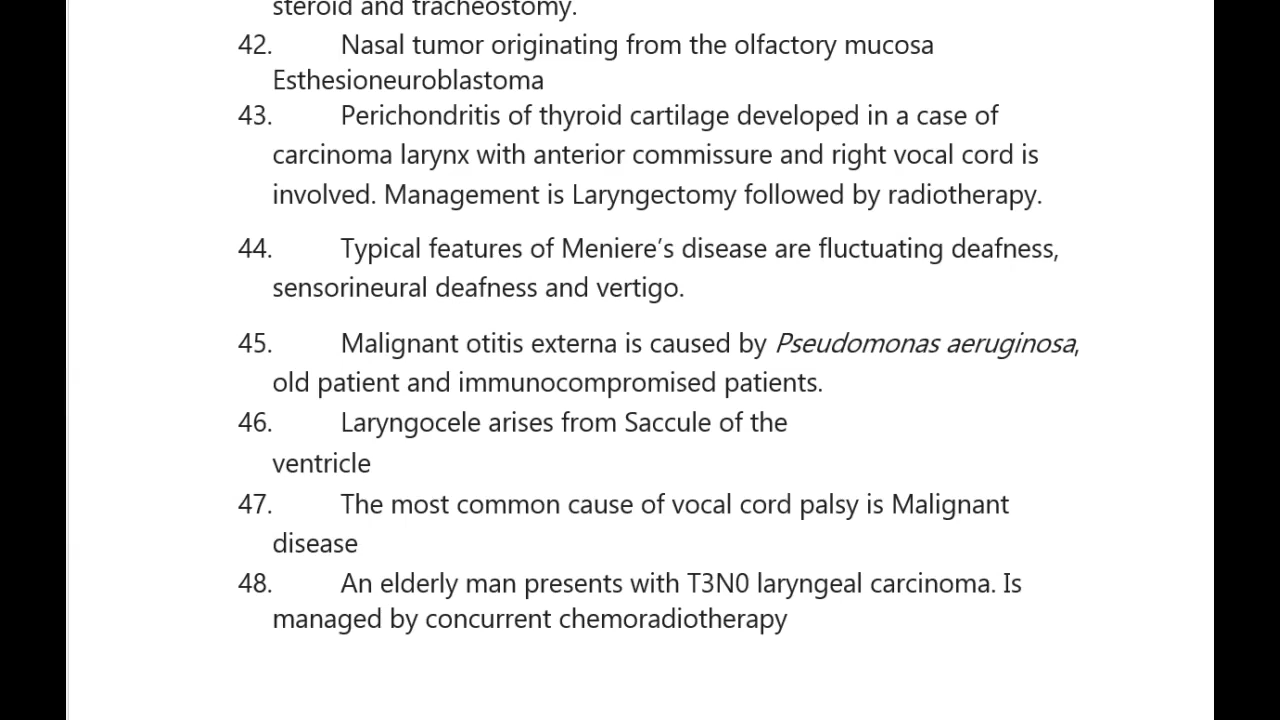 steroid and tracheostomy.
42. Nasal tumor originating from the olfactory mucosa
Esthesioneuroblastoma
43. Perichondritis of thyroid cartilage developed in a case of
carcinoma larynx with anterior commissure and right vocal cord is
involved. Management is Laryngectomy followed by radiotherapy.
44. Typical features of Meniere’s disease are fluctuating deafness,
sensorineural deafness and vertigo.
45. Malignant otitis externa is caused by Pseudomonas aeruginosa,
old patient and immunocompromised patients.
46. Laryngocele arises from Saccule of the
ventricle
47. The most common cause of vocal cord palsy is Malignant
disease
48. An elderly man presents with T3N0 laryngeal carcinoma. Is
managed by concurrent chemoradiotherapy